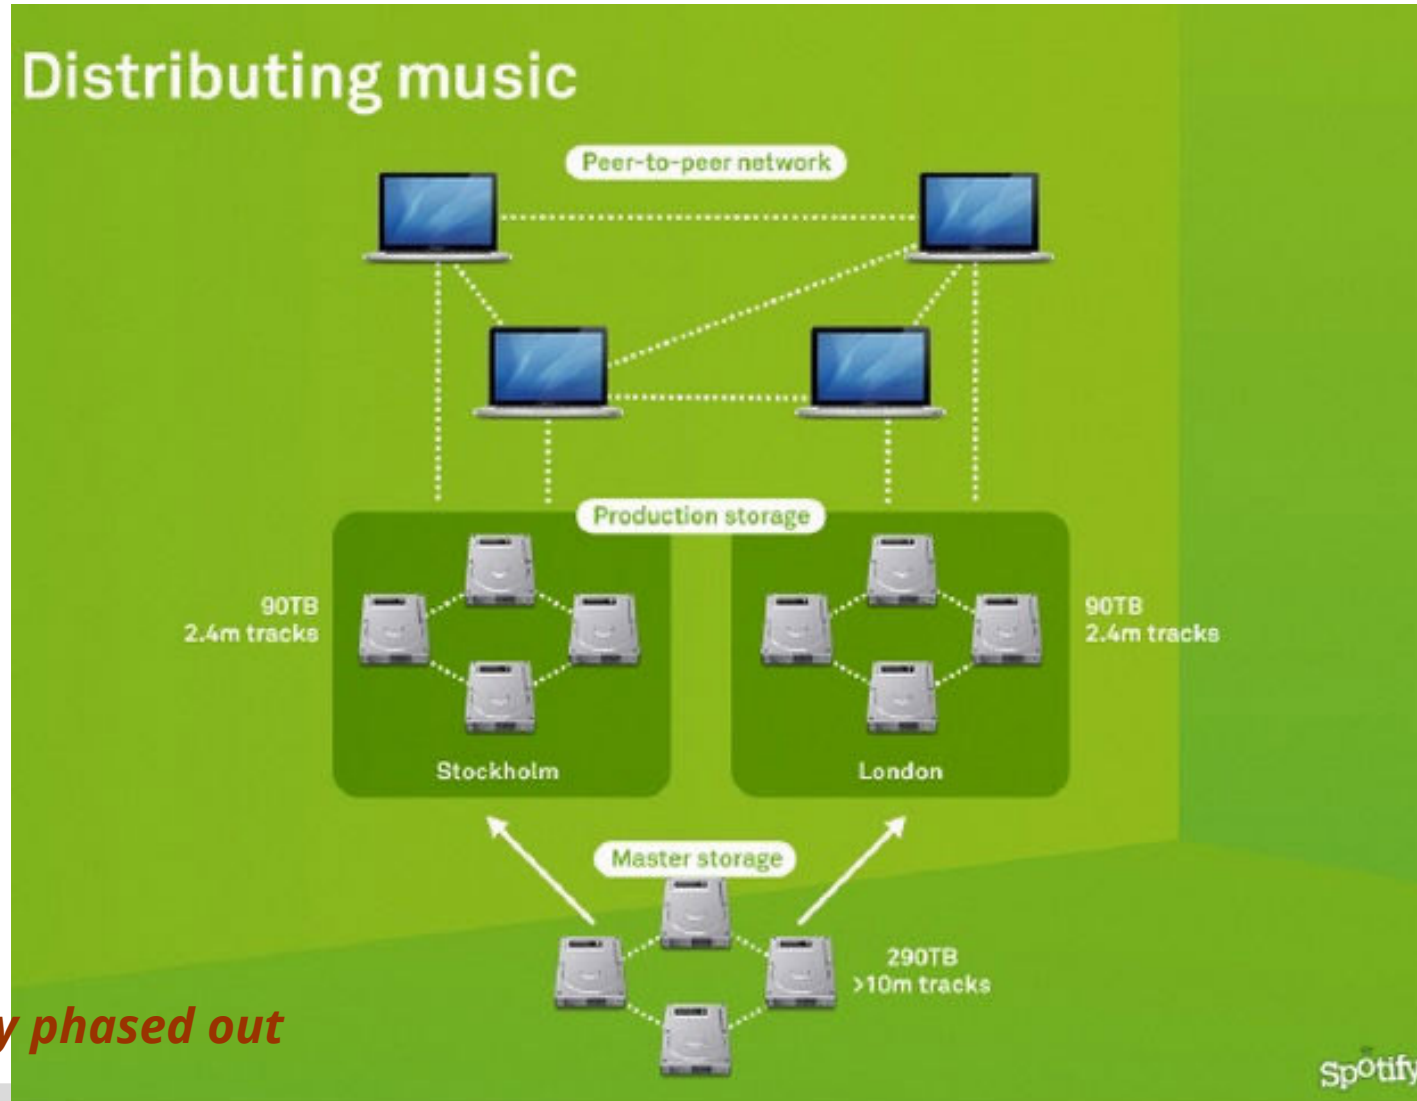 Distributing music
Peer-to-peer network
Production storage
90TB
2.4m tracks
90TB
2.4m tracks
Stockholm
London
Master storage
290TB
>10m tracks
y phased out
Spotify